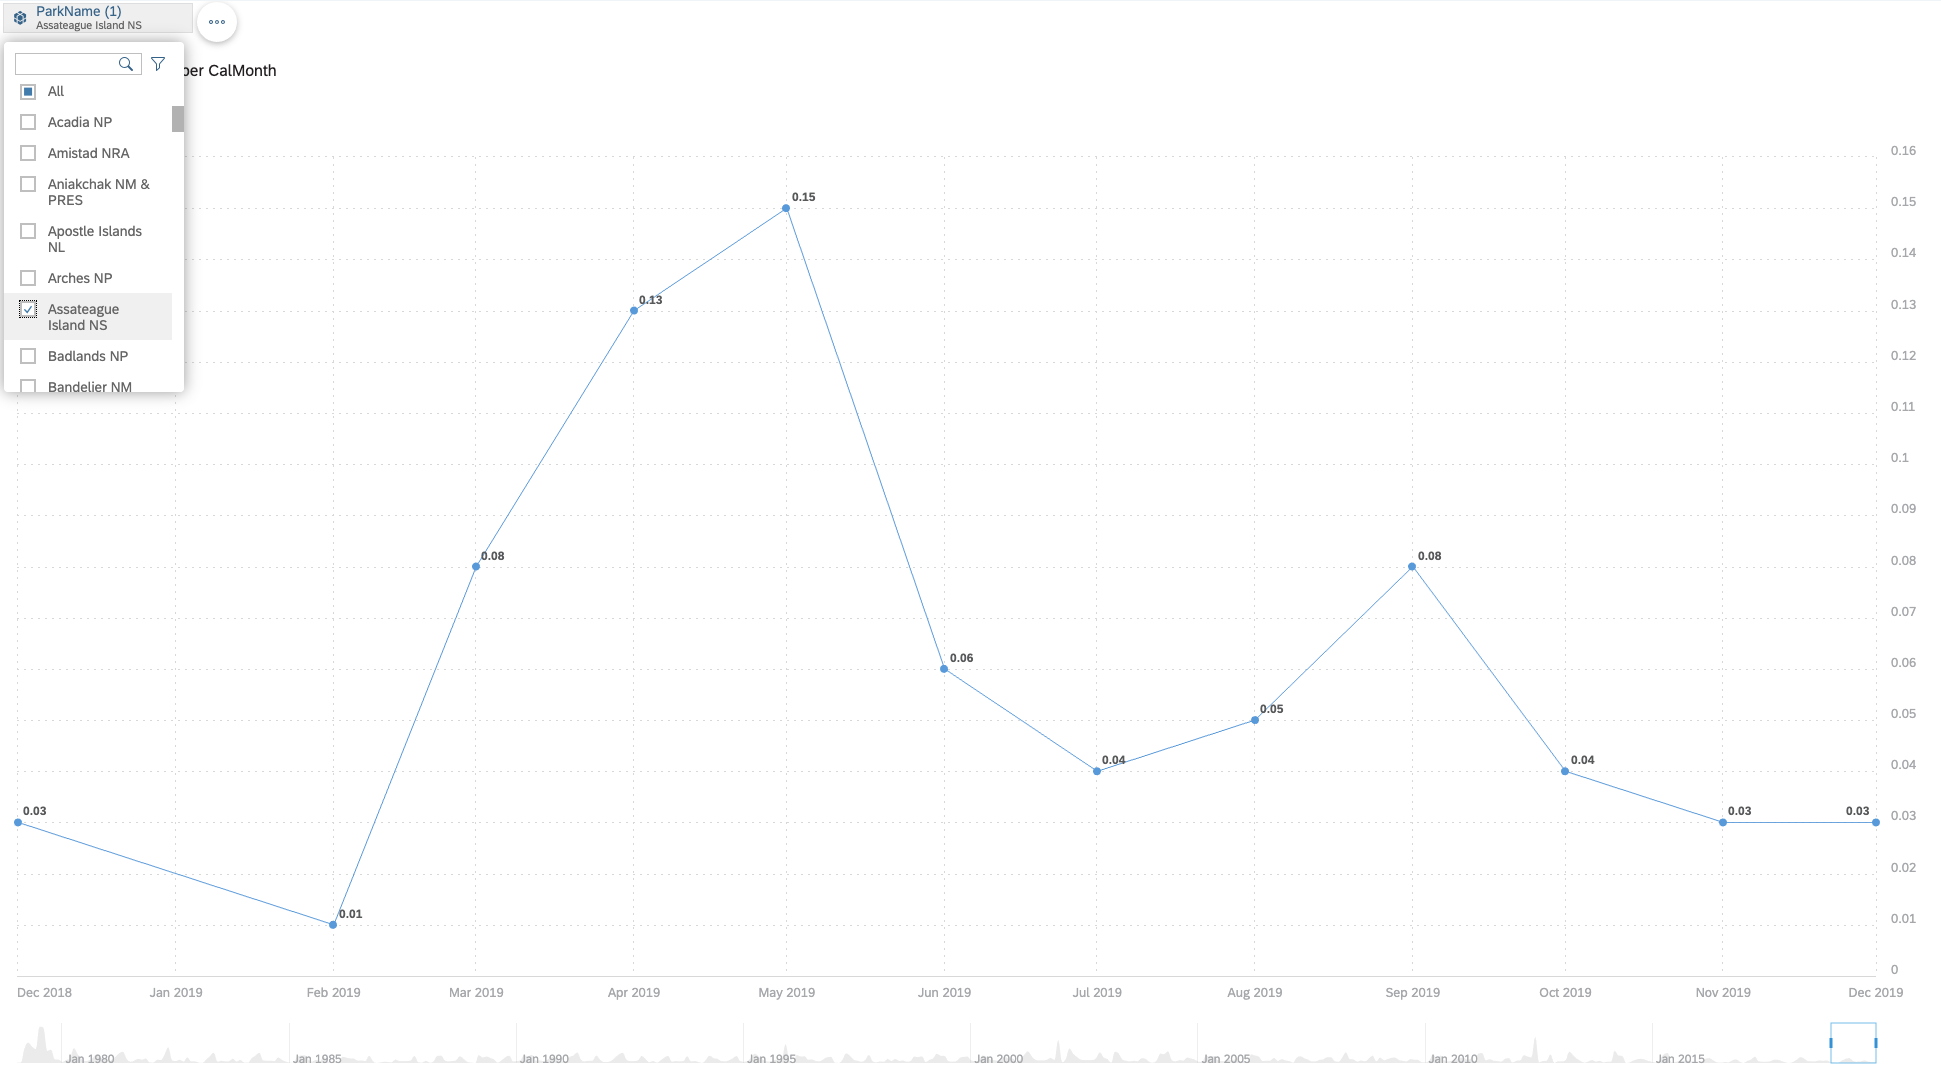 ParkName (1)
Assateague Island NS
per CalMonth
All
Acadia NP
Amistad NRA
Aniakchak NM &
PRES
Apostle Islands
NL
Arches NP
Assateague
Island NS
Badlands NP
Bandelier NM
0.16
0.15
0.14
0.13
0.12
0.11
0.1
0.09
0.08
0.07
0.06
0.05
0.04
0.03
0.02
0.01
0
0.03
0.01
0.08
0.13
0.15
0.06
0.04
0.05
0.08
0.04
0.03
0.03
Dec 2018
Jan 2019
Feb 2019
Mar 2019
Apr 2019
May 2019
Jun 2019
Jul 2019
Aug 2019
Sep 2019
Oct 2019
Nov 2019
Dec 2019
Jan 1980
Jan 1985
Jan 1990
Jan 1995
Jan 2000
Jan 2005
Jan 2010
Jan 2015